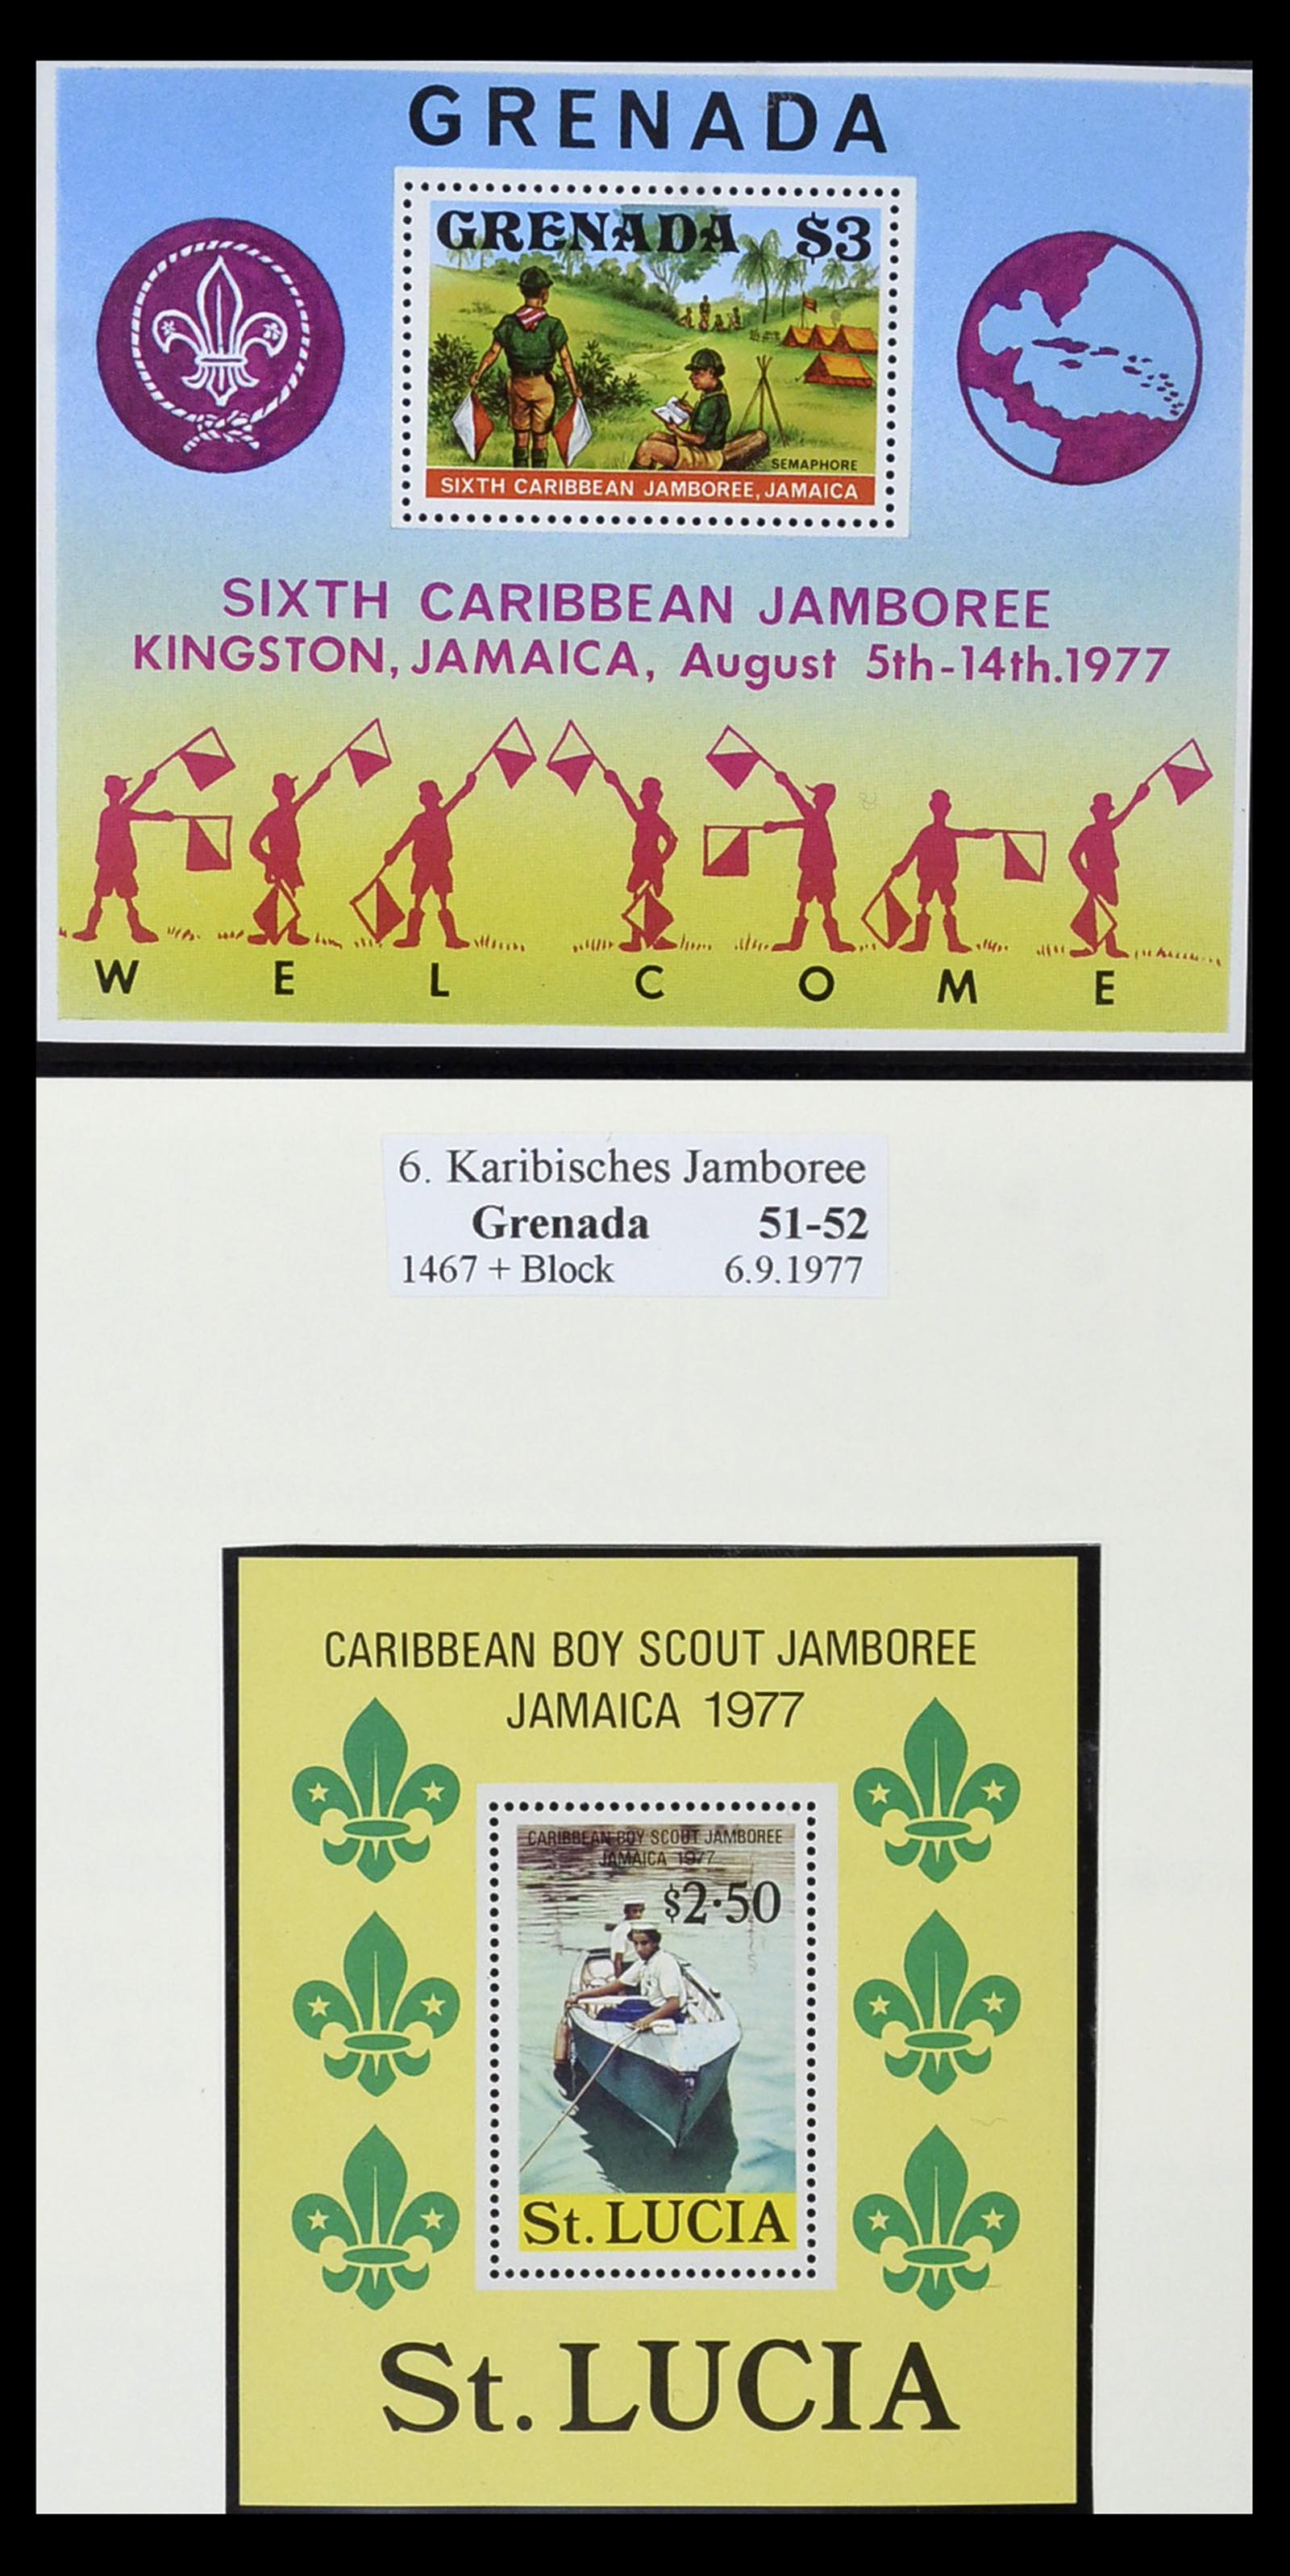 GRENADA
GRENADA $3
SEMAPHORE
SIXTH CARIBBEAN JAMBOREE, JAMAICA
SIXTH CARIBBEAN JAMBOREE
KINGSTON, JAMAICA, August 5th-14th.1977
W E L C O M E
6. Karibisches Jamboree
Grenada 51-52
1467 + Block 6.9.1977
CARIBBEAN BOY SCOUT JAMBOREE
JAMAICA 1977
CARIBBEAN BOY SCOUT JAMBOREE
JAMAICA 1977
$2·50
St. LUCIA
St. LUCIA